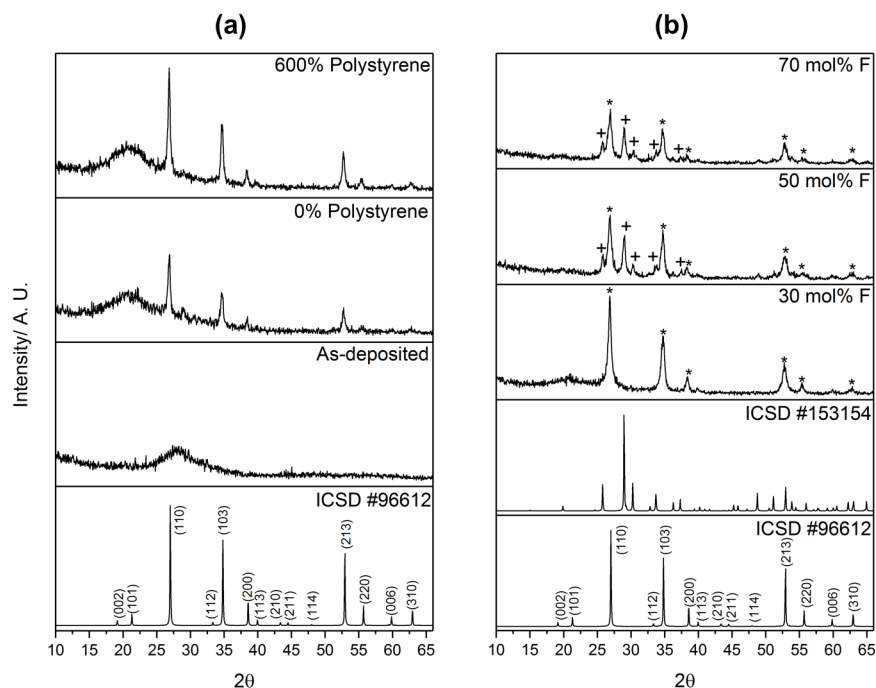 (a)
600% Polystyrene
0% Polystyrene
As-deposited
ICSD #96612
(002)
(101)
(110)
(112)
(103)
(200)
(113)
(210)
(211)
(114)
(213)
(220)
(006)
(310)
10 15 20 25 30 35 40 45 50 55 60 65
2θ
Intensity/ A. U.
(b)
70 mol% F
+ * + + + * + * * * *
50 mol% F
+ * + + + * + * * * *
30 mol% F
* * * * * *
ICSD #153154
ICSD #96612
(002)
(101)
(110)
(112)
(103)
(200)
(113)
(210)
(211)
(114)
(213)
(220)
(006)
(310)
10 15 20 25 30 35 40 45 50 55 60 65
2θ